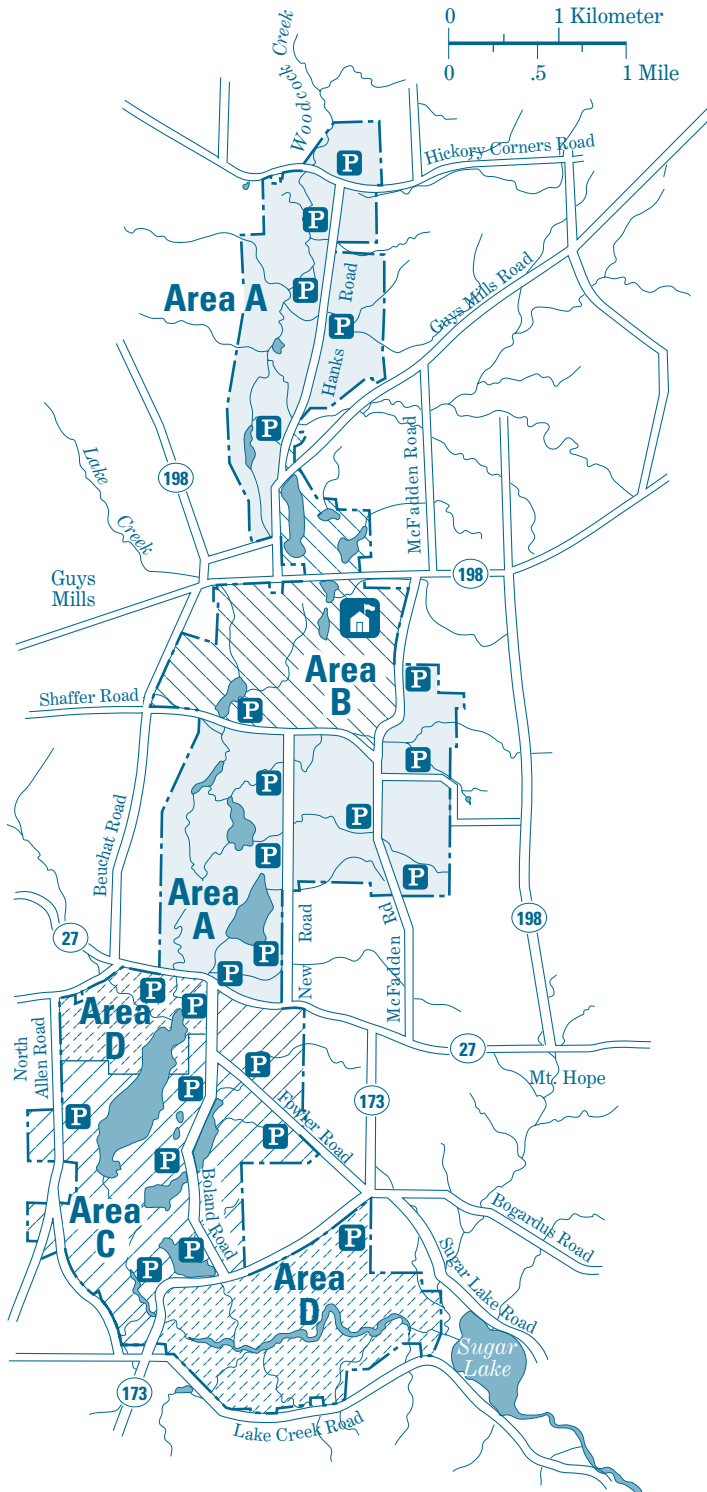 0 1 Kilometer
0 .5 1 Mile
Woodcock Creek
P
Hickory Corners Road
P
Area A
P
Hanks Road
Guys Mills Road
P
P
McFadden Road
Lake Creek
198
198
Guys
Mills
Area
B
P
Shaffer Road
P
P
P
P
Beuchat Road
P
P
Area
A
198
27
New Road
McFadden Rd
P
P
Area
D
P
P
27
Mt. Hope
North
Allen Road
P
P
173
Fowler Road
P
P
P
Boland Road
Bogardus Road
Area
C
P
P
P
Area
D
Sugar Lake Road
Sugar
Lake
173
Lake Creek Road